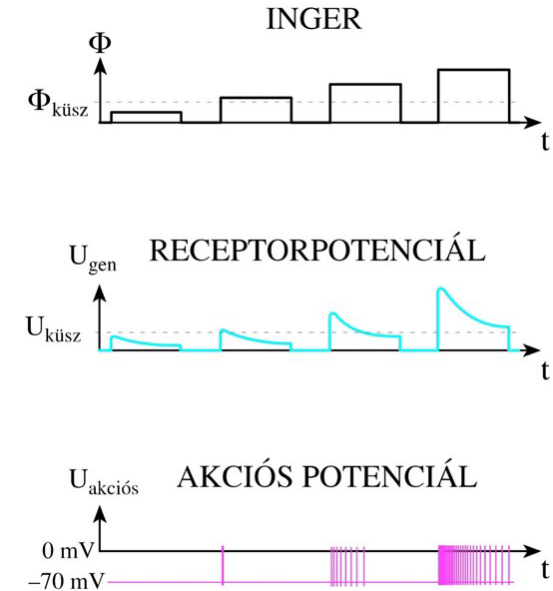 INGER
Φ
Φküsz
t
Ugen RECEPTORPOTENCIÁL
Uküsz
t
Uakciós AKCIÓS POTENCIÁL
0 mV
t
–70 mV